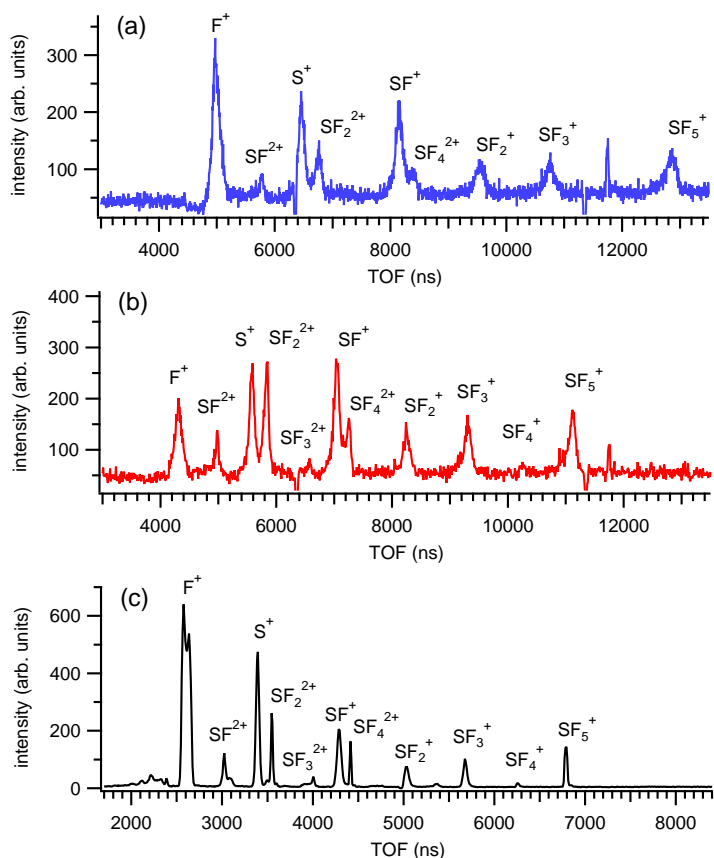 (a)
F⁺
SF²⁺
S⁺
SF₂²⁺
SF⁺
SF₄²⁺
SF₂⁺
SF₃⁺
SF₅⁺
intensity (arb. units)
300
200
100
4000 6000 8000 10000 12000
TOF (ns)
(b)
F⁺
SF²⁺
S⁺
SF₂²⁺
SF₃²⁺
SF⁺
SF₄²⁺
SF₂⁺
SF₃⁺
SF₄⁺
SF₅⁺
intensity (arb. units)
400
300
200
100
4000 6000 8000 10000 12000
TOF (ns)
(c)
F⁺
SF²⁺
S⁺
SF₂²⁺
SF₃²⁺
SF⁺
SF₄²⁺
SF₂⁺
SF₃⁺
SF₄⁺
SF₅⁺
intensity (arb. units)
600
400
200
0
2000 3000 4000 5000 6000 7000 8000
TOF (ns)